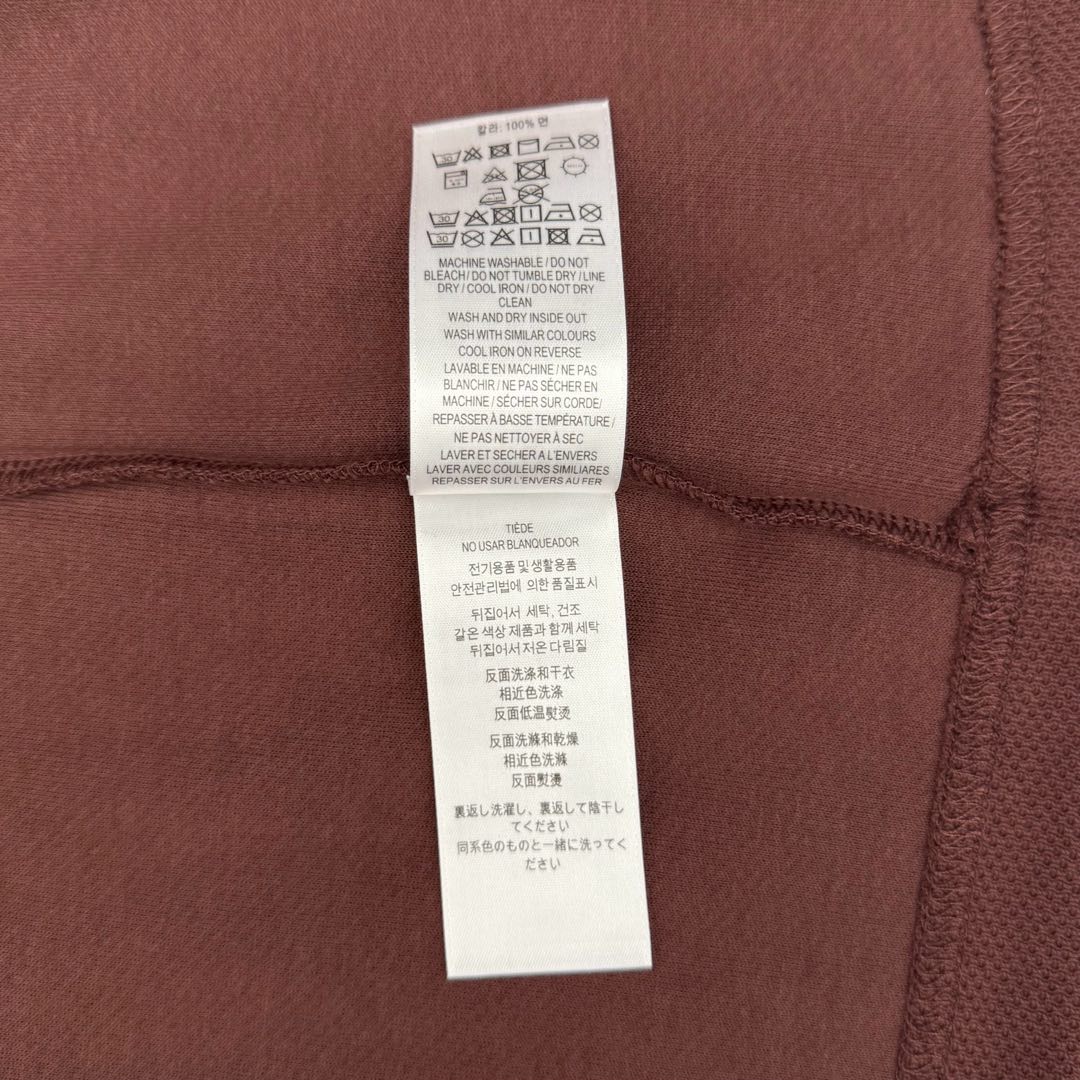 칼라: 100% 면
30
30
30
MACHINE WASHABLE / DO NOT
BLEACH / DO NOT TUMBLE DRY / LINE
DRY / COOL IRON / DO NOT DRY
CLEAN
WASH AND DRY INSIDE OUT
WASH WITH SIMILAR COLOURS
COOL IRON ON REVERSE
LAVABLE EN MACHINE / NE PAS
BLANCHIR / NE PAS SÉCHER EN
MACHINE / SÉCHER SUR CORDE/
REPASSER À BASSE TEMPÉRATURE /
NE PAS NETTOYER À SEC
LAVER ET SECHER A L'ENVERS
LAVER AVEC COULEURS SIMILIARES
REPASSER SUR L'ENVERS AU FER
TIÈDE
NO USAR BLANQUEADOR
전기용품 및 생활용품
안전관리법에 의한 품질표시
뒤집어서 세탁, 건조
같은 색상 제품과 함께 세탁
뒤집어서 저온 다림질
反面洗涤和干衣
相近色洗涤
反面低温熨烫
反面洗滌和乾燥
相近色洗滌
反面熨燙
裏返し洗濯し、裏返して陰干し
てください
同系色のものと一緒に洗ってく
ださい